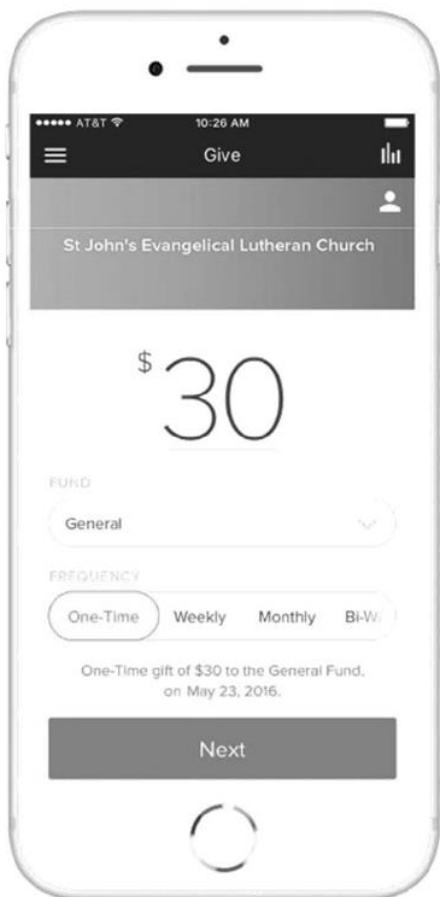 AT&T 10:26 AM
Give
St John's Evangelical Lutheran Church
$30
FUND
General
FREQUENCY
One-Time Weekly Monthly Bi-W
One-Time gift of $30 to the General Fund,
on May 23, 2016.
Next